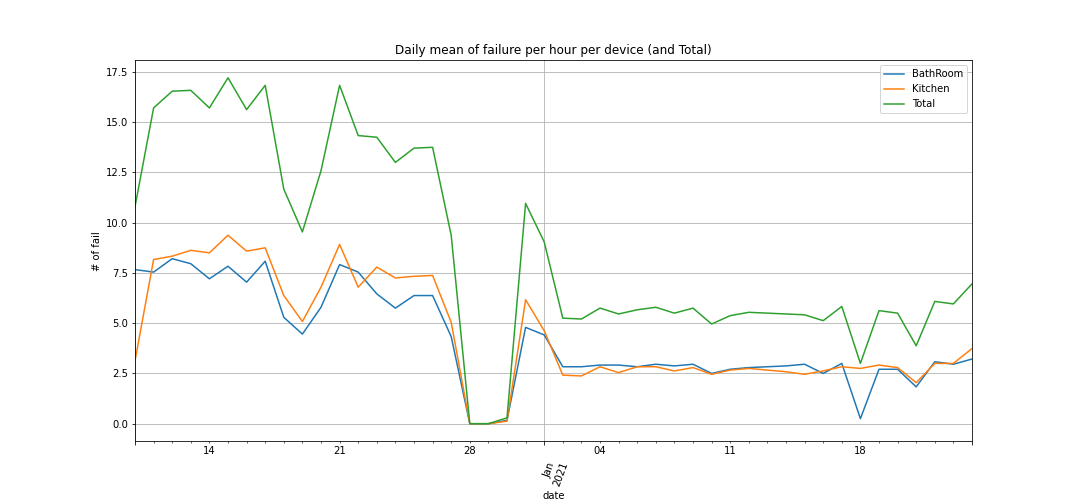 Daily mean of failure per hour per device (and Total)
BathRoom
Kitchen
Total
# of fail
17.5
15.0
12.5
10.0
7.5
5.0
2.5
0.0
14
21
28
Jan
2021
04
11
18
date